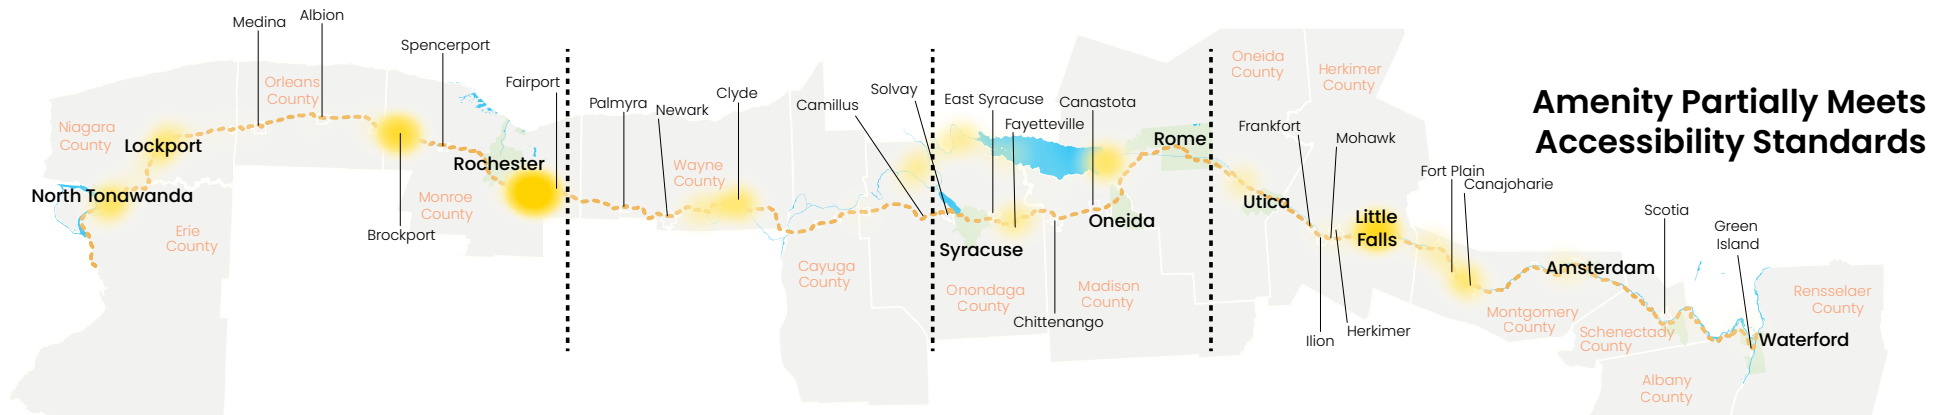 Amenity Partially Meets
Accessibility Standards
Medina
Albion
Spencerport
Fairport
Orleans
County
Niagara
County
Lockport
Rochester
North Tonawanda
Monroe
County
Erie
County
Brockport
Palmyra
Newark
Clyde
Camillus
Solvay
Wayne
County
Cayuga
County
East Syracuse
Canastota
Fayetteville
Rome
Oneida
Syracuse
Onondaga
County
Madison
County
Chittenango
Oneida
County
Herkimer
County
Frankfort
Mohawk
Utica
Little
Falls
Ilion
Herkimer
Fort Plain
Canajoharie
Amsterdam
Scotia
Green
Island
Montgomery
County
Schenectady
County
Rensselaer
County
Waterford
Albany
County